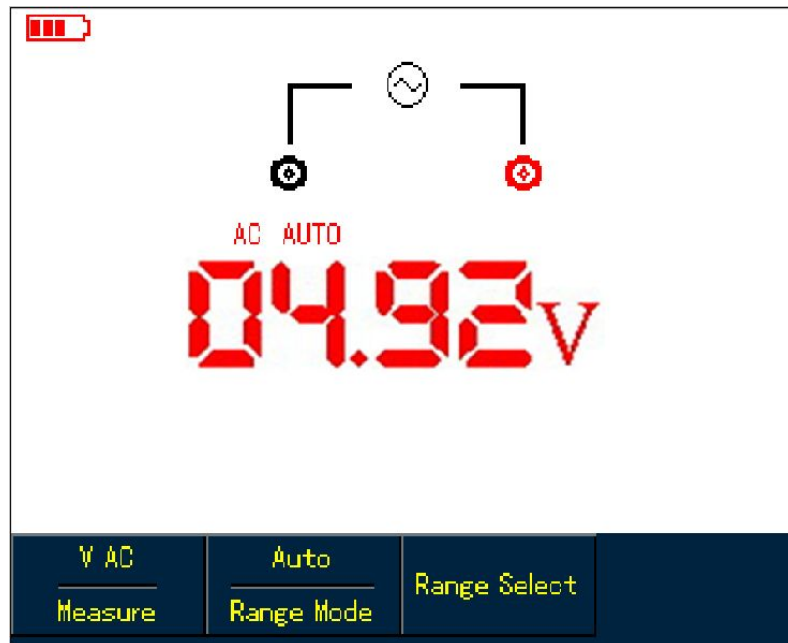 AC AUTO
04.92V
V AC
Measure
Auto
Range Mode
Range Select